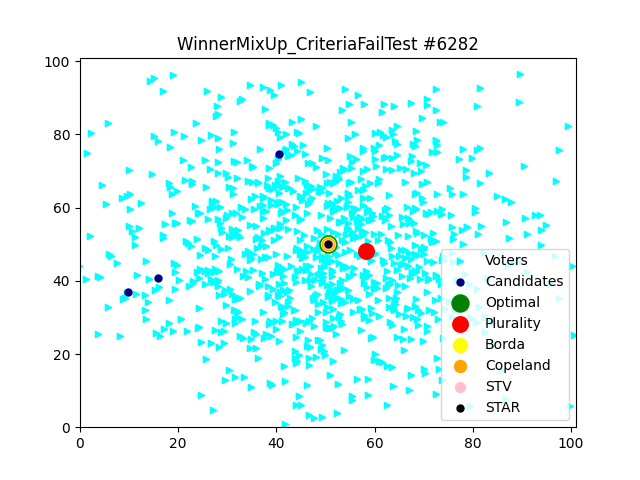 WinnerMixUp_CriteriaFailTest #6282
100
80
60
40
20
0
0
20
40
60
80
100
Voters
Candidates
Optimal
Plurality
Borda
Copeland
STV
STAR